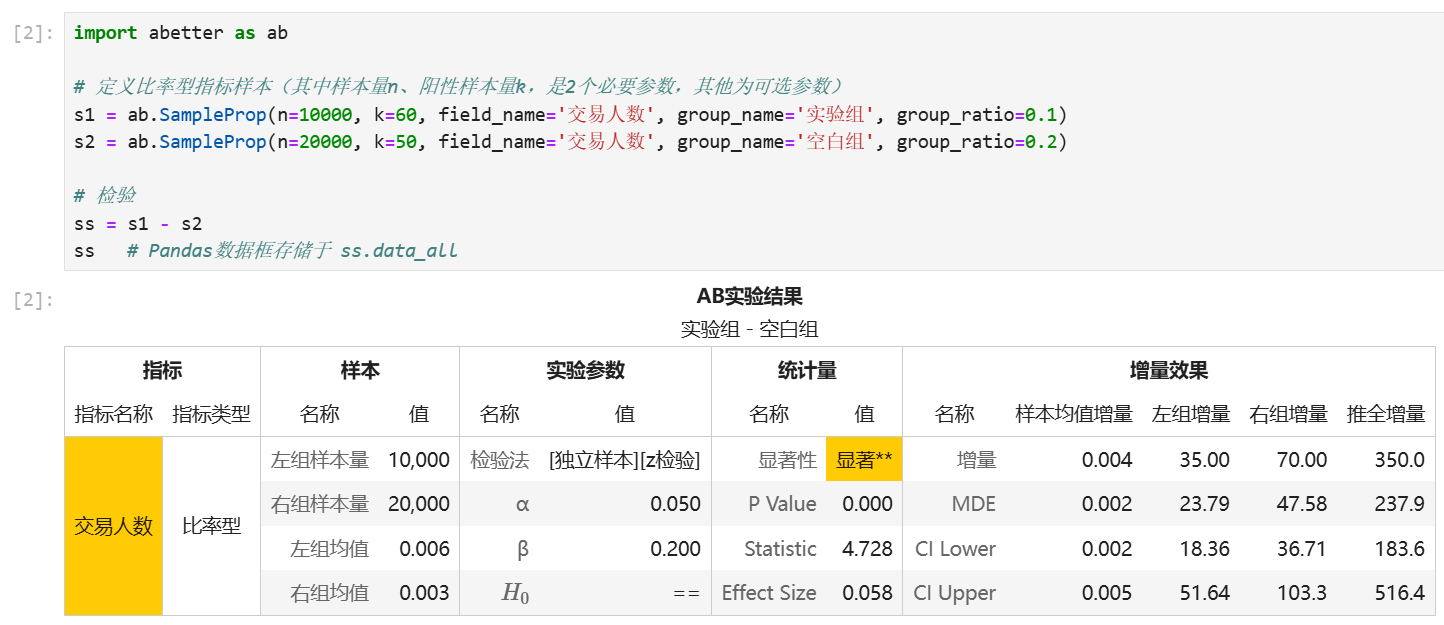 [2]:
import abetter as ab
# 定义比率型指标样本（其中样本量n、阳性样本量k，是2个必要参数，其他为可选参数）
s1 = ab.SampleProp(n=10000, k=60, field_name='交易人数', group_name='实验组', group_ratio=0.1)
s2 = ab.SampleProp(n=20000, k=50, field_name='交易人数', group_name='空白组', group_ratio=0.2)
# 检验
ss = s1 - s2
ss   # Pandas数据框存储于 ss.data_all
[2]:
AB实验结果
实验组 - 空白组
指标 样本 实验参数 统计量 增量效果
指标名称 指标类型 名称 值 名称 值 名称 值 名称 样本均值增量 左组增量 右组增量 推全增量
交易人数 比率型 左组样本量 10,000 检验法 [独立样本][z检验] 显著性 显著** 增量 0.004 35.00 70.00 350.0
右组样本量 20,000 α 0.050 P Value 0.000 MDE 0.002 23.79 47.58 237.9
左组均值 0.006 β 0.200 Statistic 4.728 CI Lower 0.002 18.36 36.71 183.6
右组均值 0.003 H0 == Effect Size 0.058 CI Upper 0.005 51.64 103.3 516.4